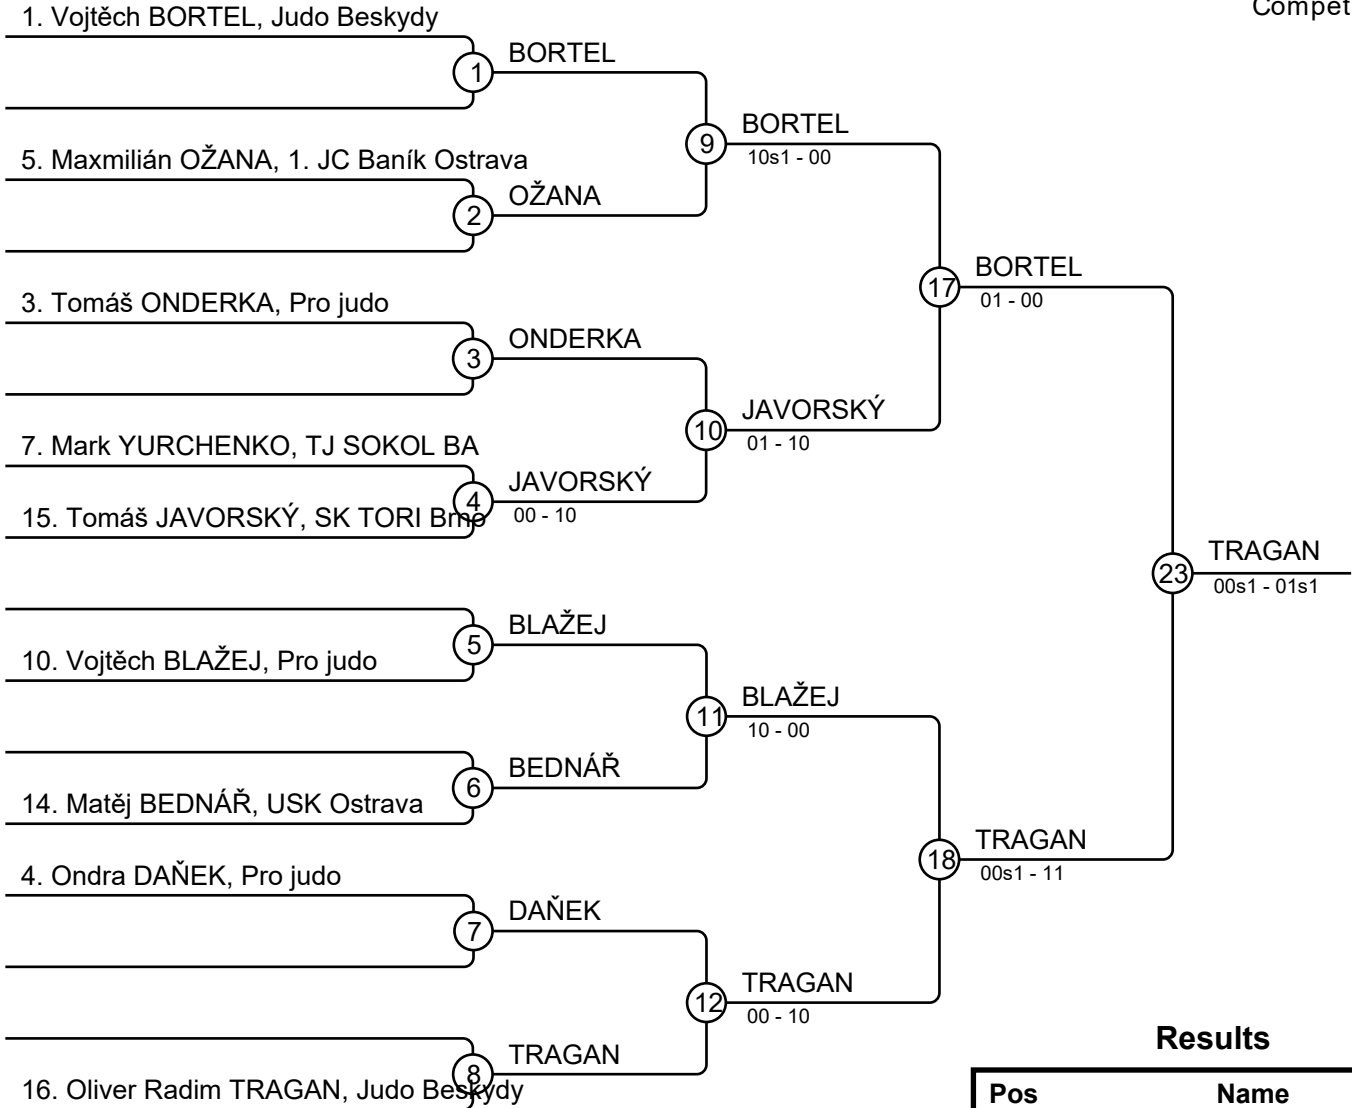 Compet
1. Vojtěch BORTEL, Judo Beskydy
1
BORTEL
9
BORTEL
10s1 - 00
5. Maxmilián OŽANA, 1. JC Baník Ostrava
2
OŽANA
17
BORTEL
01 - 00
3. Tomáš ONDERKA, Pro judo
3
ONDERKA
10
JAVORSKÝ
01 - 10
7. Mark YURCHENKO, TJ SOKOL BA
4
JAVORSKÝ
00 - 10
15. Tomáš JAVORSKÝ, SK TORI Brno
23
TRAGAN
00s1 - 01s1
5
BLAŽEJ
10. Vojtěch BLAŽEJ, Pro judo
11
BLAŽEJ
10 - 00
6
BEDNÁŘ
14. Matěj BEDNÁŘ, USK Ostrava
18
TRAGAN
00s1 - 11
4. Ondra DAŇEK, Pro judo
7
DAŇEK
12
TRAGAN
00 - 10
8
TRAGAN
16. Oliver Radim TRAGAN, Judo Beskydy
Results
Pos Name